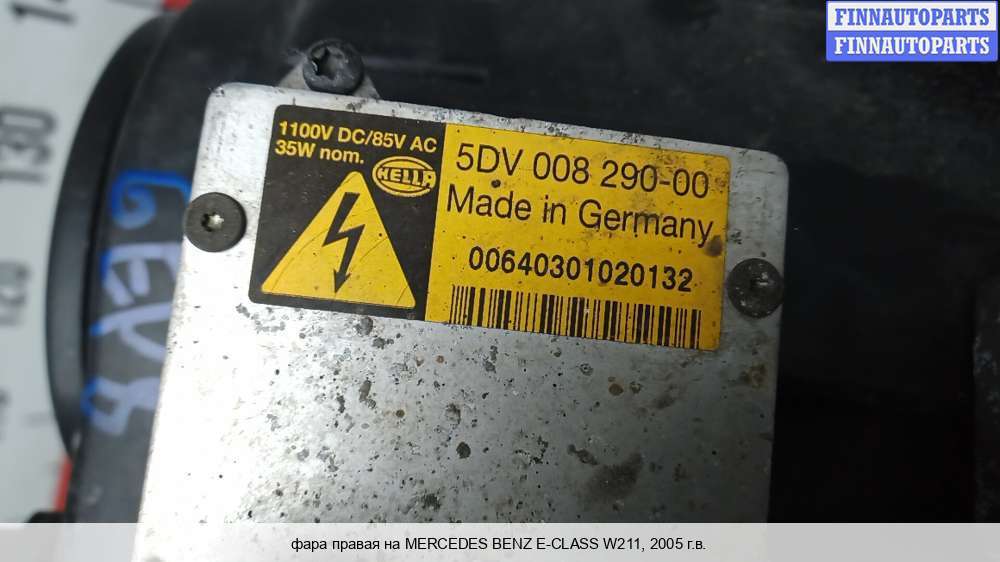 FINNAUTOPARTS
FINNAUTOPARTS
1100V DC/85V AC
35W nom.
HELLA
5DV 008 290-00
Made in Germany
00640301020132
130
фара правая на MERCEDES BENZ E-CLASS W211, 2005 г.в.